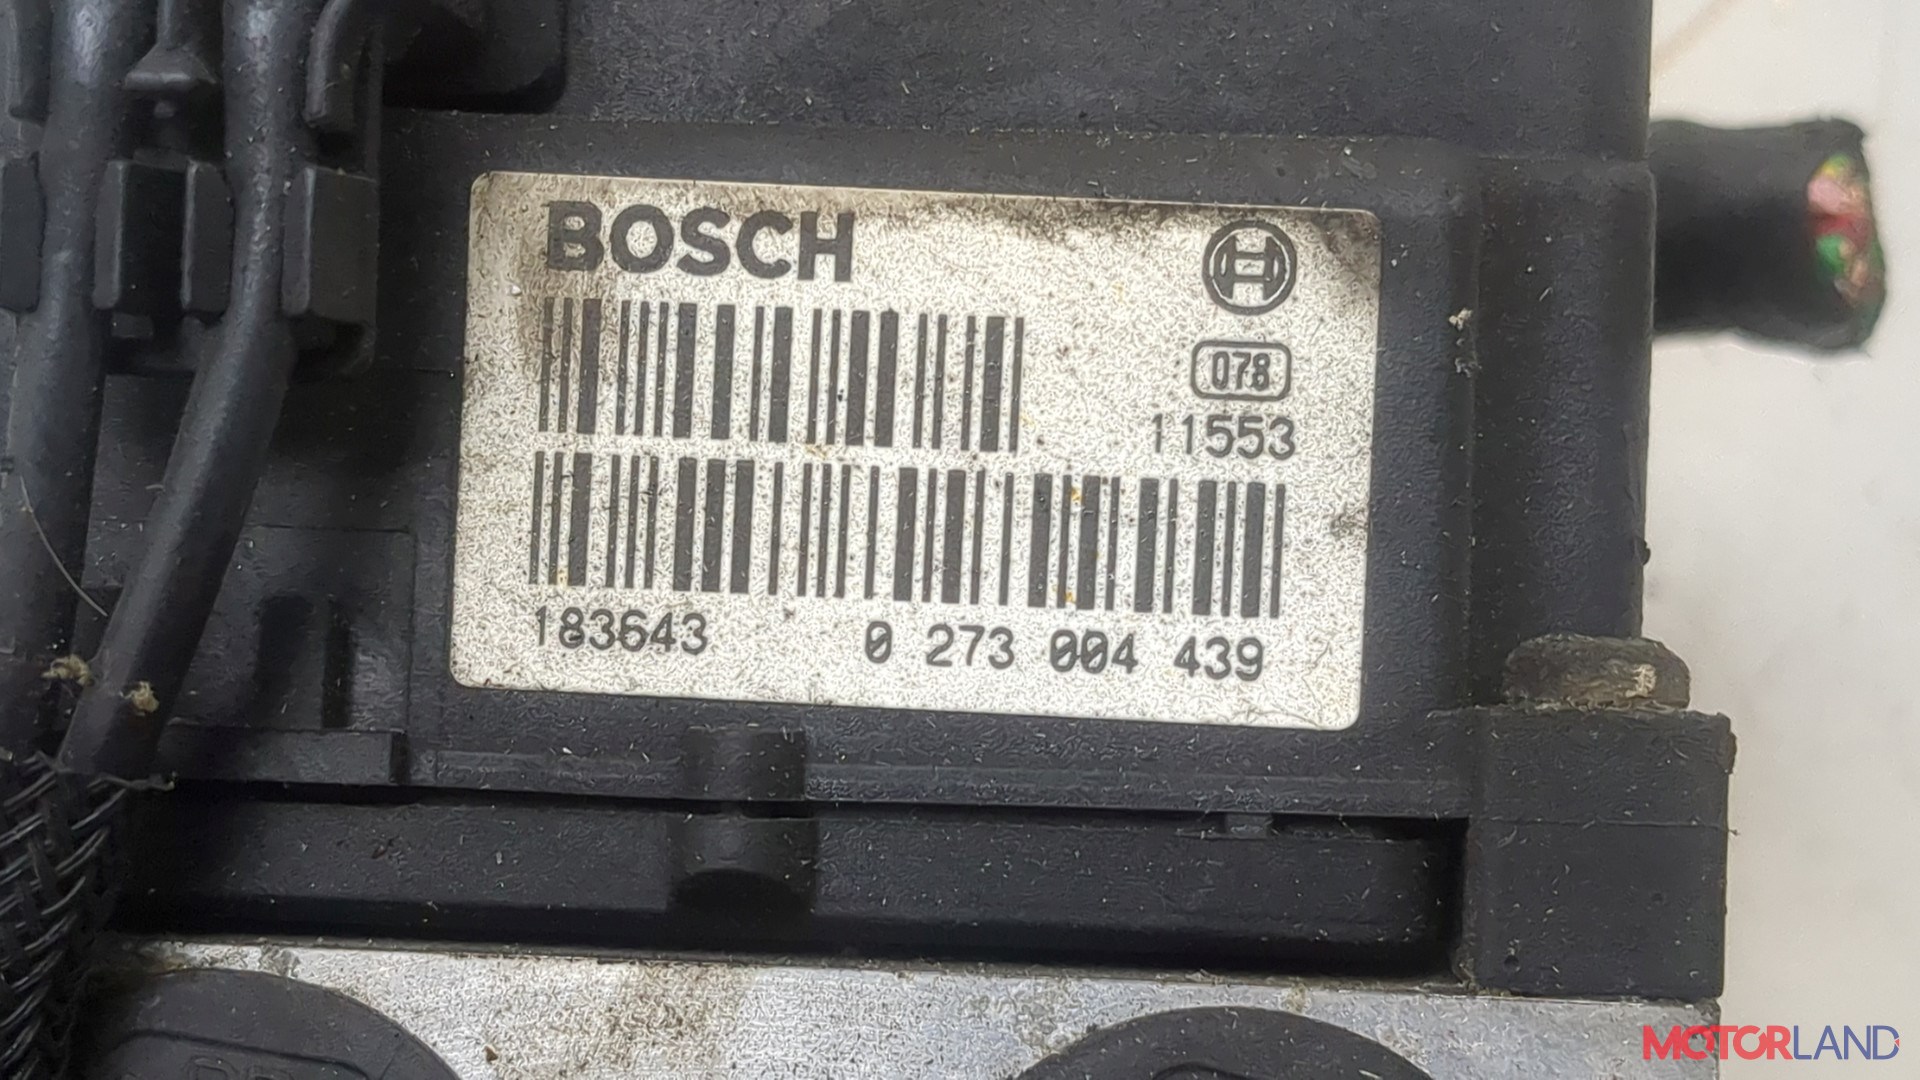 BOSCH
078
11553
183643 0 273 004 439
MOTORLAND